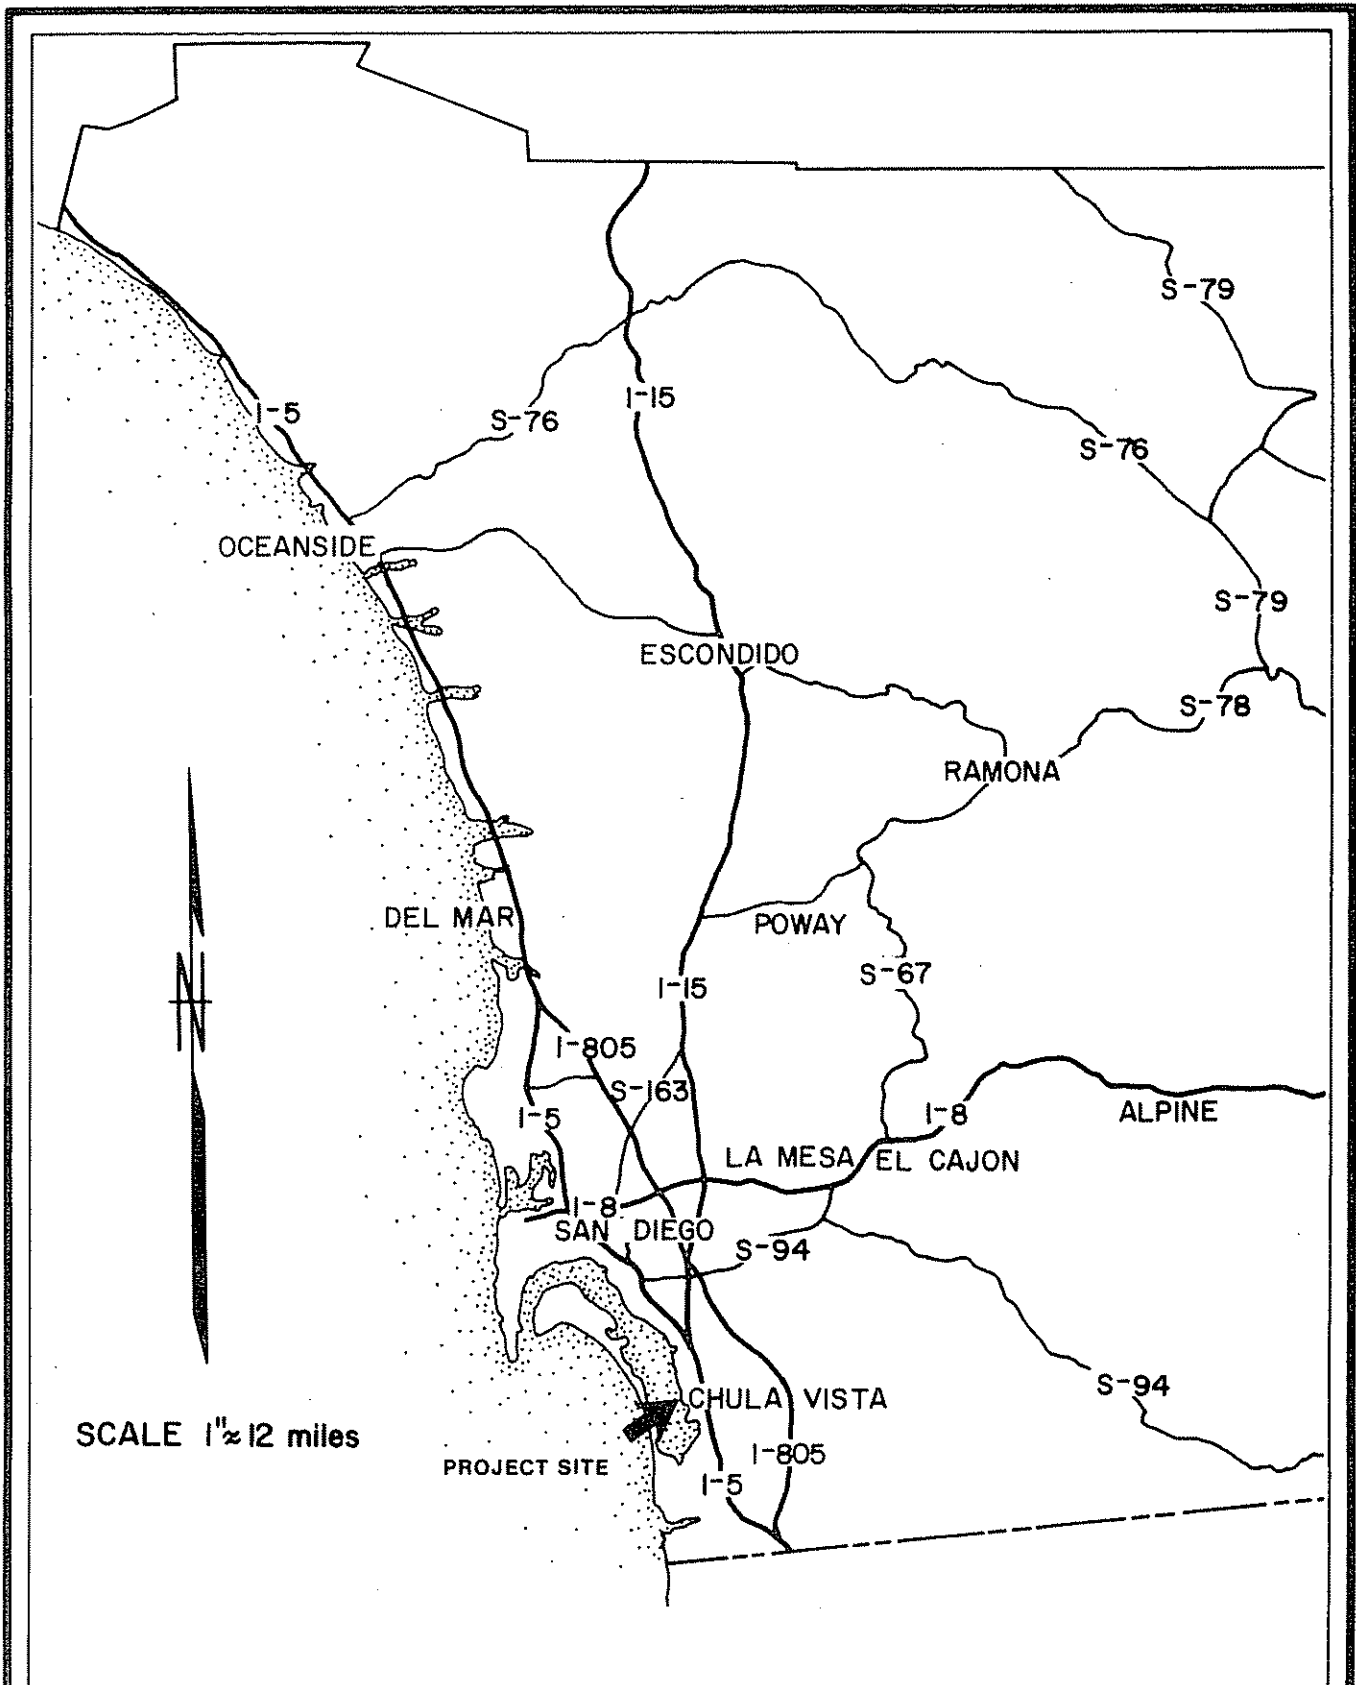 S-79
I-5
S-76
I-15
S-76
OCEANSIDE
S-79
ESCONDIDO
S-78
RAMONA
DEL MAR
POWAY
S-67
I-15
N
I-805
S-163
I-5
I-8
ALPINE
LA MESA
EL CAJON
I-8
SAN DIEGO
S-94
S-94
CHULA VISTA
SCALE 1"≈12 miles
I-805
PROJECT SITE
I-5